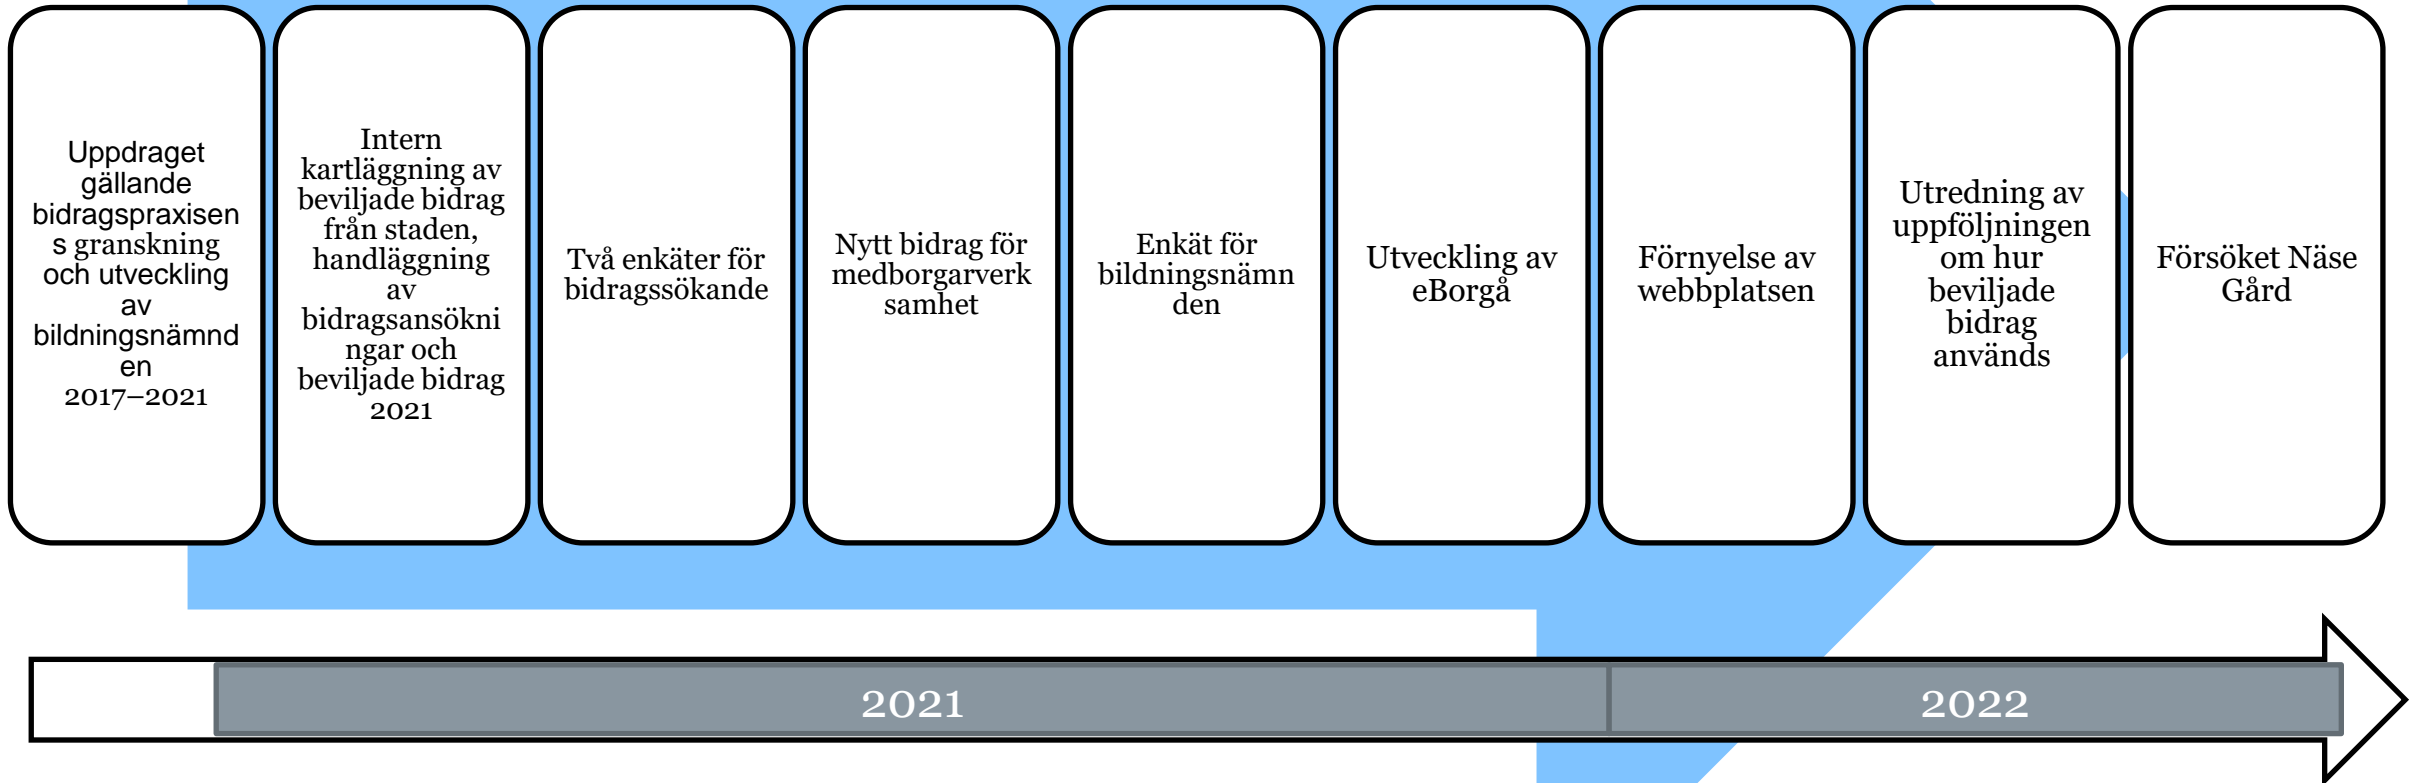 Uppdraget
gällande
bidragspraxisen
s granskning
och utveckling
av
bildningsnämnd
en
2017–2021
Intern
kartläggning av
beviljade bidrag
från staden,
handläggning
av
bidragsansökni
ngar och
beviljade bidrag
2021
Två enkäter för
bidragssökande
Nytt bidrag för
medborgarverk
samhet
Enkät för
bildningsnämn
den
Utveckling av
eBorgå
Förnyelse av
webbplatsen
Utredning av
uppföljningen
om hur
beviljade
bidrag
används
Försöket Näse
Gård
2021
2022